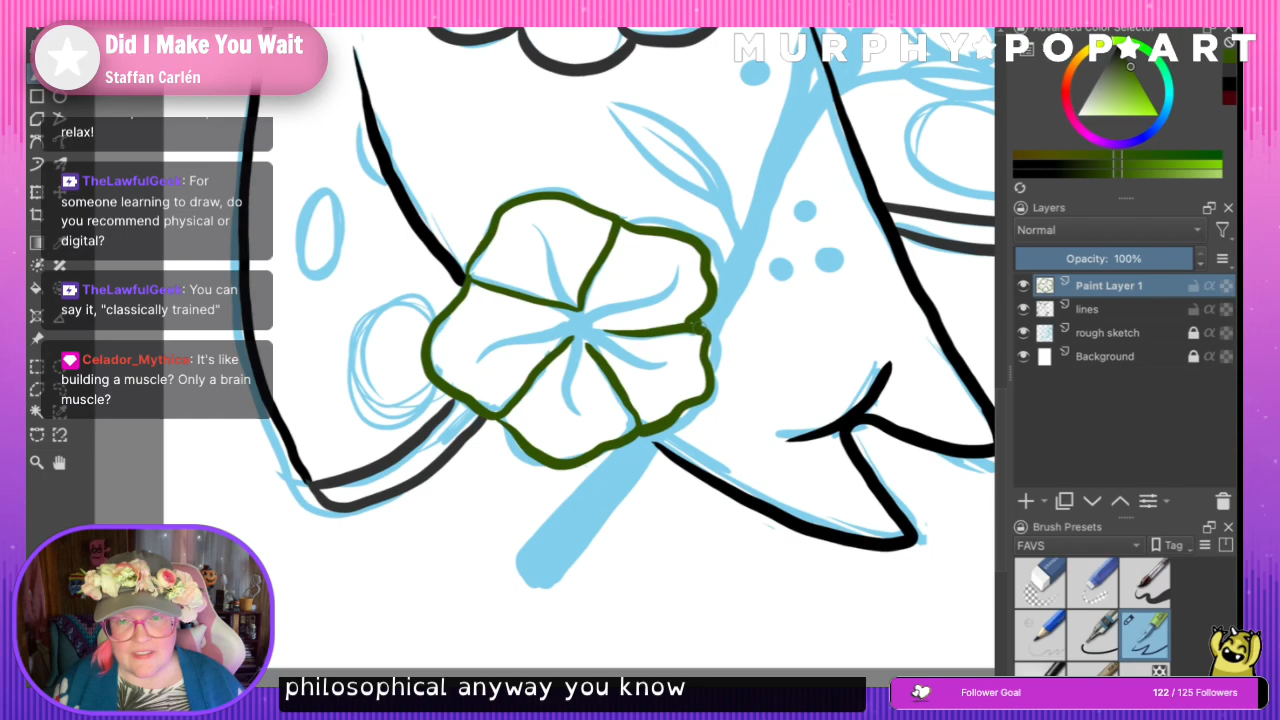 Did I Make You Wait
Staffan Carlén
MURPHY★POP★ART
Advanced Color Selector
relax!
TheLawfulGeek: For
someone learning to draw, do
you recommend physical or
digital?
TheLawfulGeek: You can
say it, "classically trained"
Celador_Mythics: It's like
building a muscle? Only a brain
muscle?
Layers
Normal
Opacity: 100%
Paint Layer 1
lines
rough sketch
Background
Brush Presets
FAVS
Tag
philosophical anyway you know
Follower Goal
122 / 125 Followers